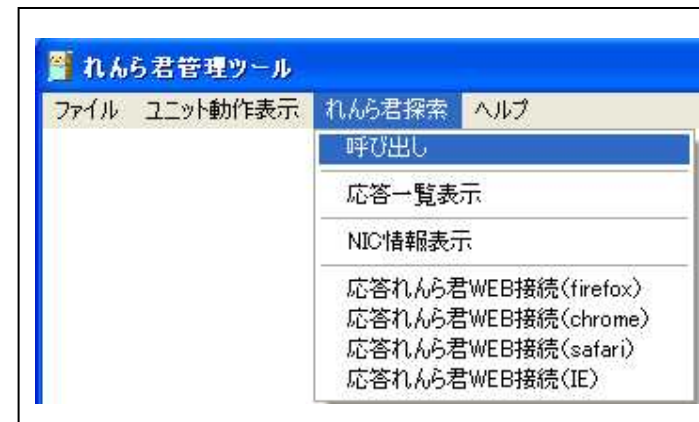 れんら君管理ツール
ファイル ユニット動作表示 れんら君探索 ヘルプ
呼び出し
応答一覧表示
NIC情報表示
応答れんら君WEB接続(firefox)
応答れんら君WEB接続(chrome)
応答れんら君WEB接続(safari)
応答れんら君WEB接続(IE)